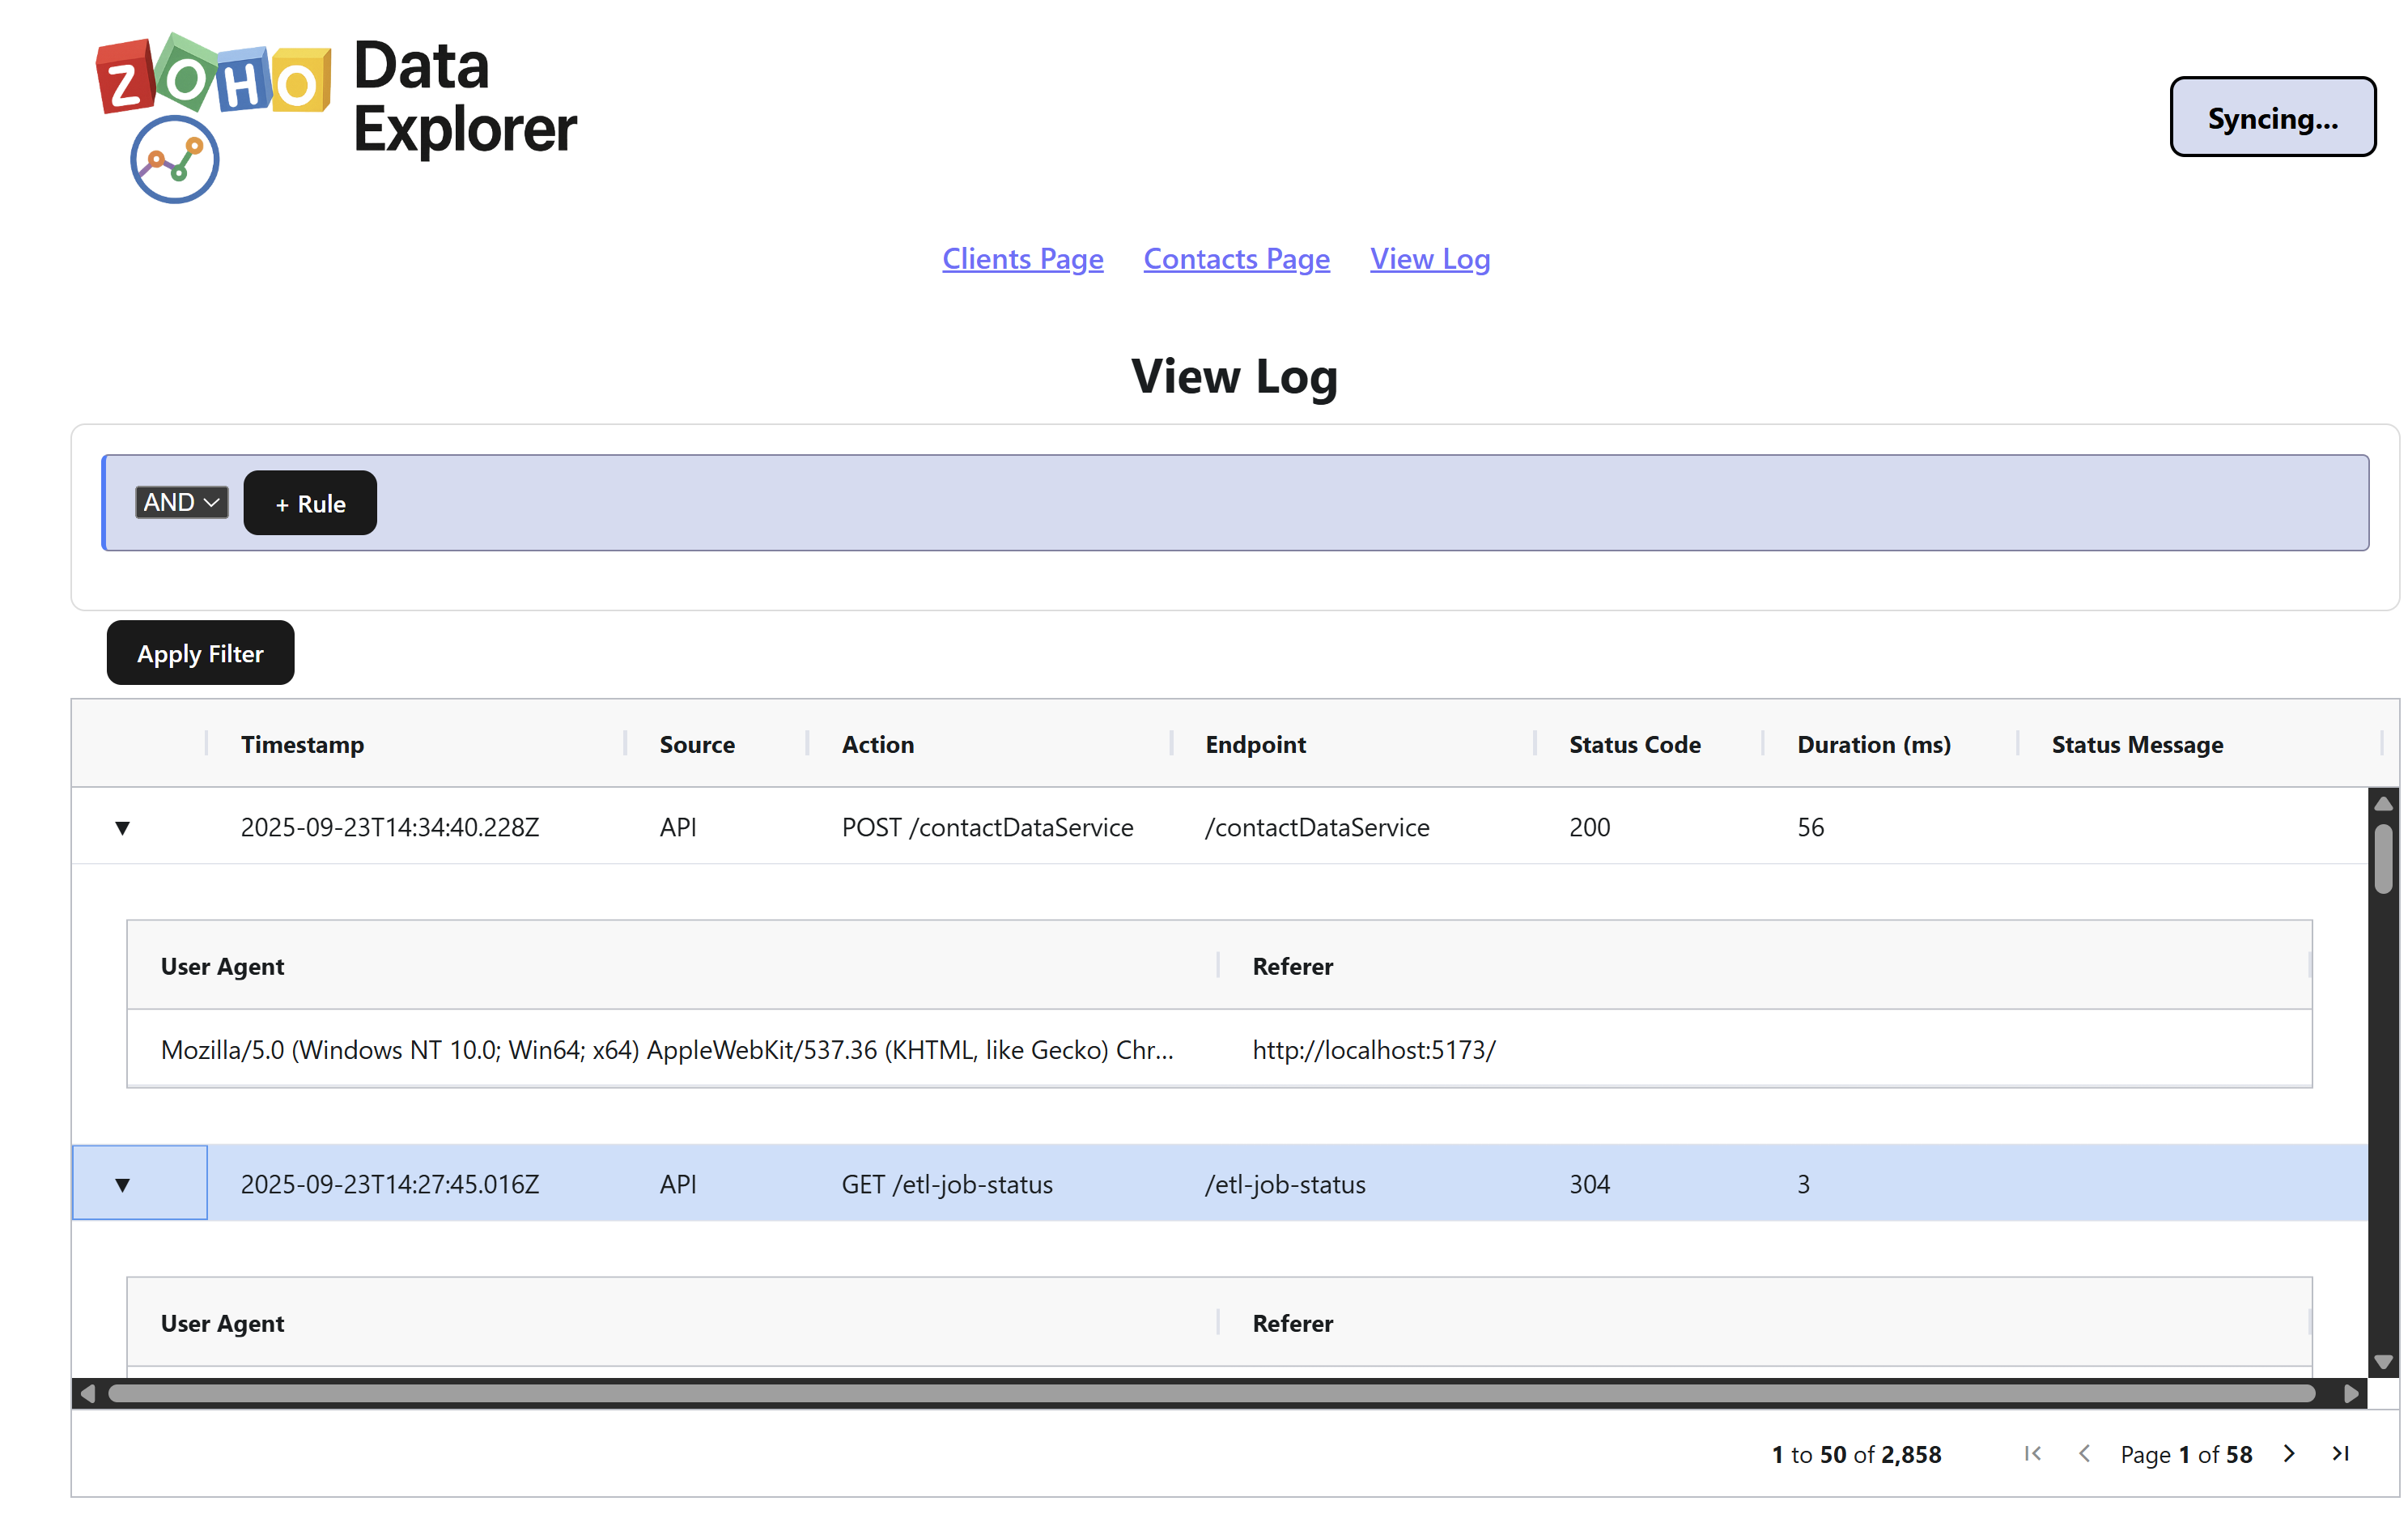 ZOHO Data
Explorer
Syncing...
Clients Page Contacts Page View Log
View Log
AND + Rule
Apply Filter
Timestamp Source Action Endpoint Status Code Duration (ms) Status Message
▼ 2025-09-23T14:34:40.228Z API POST /contactDataService /contactDataService 200 56
User Agent Referer
Mozilla/5.0 (Windows NT 10.0; Win64; x64) AppleWebKit/537.36 (KHTML, like Gecko) Chr... http://localhost:5173/
▼ 2025-09-23T14:27:45.016Z API GET /etl-job-status /etl-job-status 304 3
User Agent Referer
1 to 50 of 2,858 Page 1 of 58